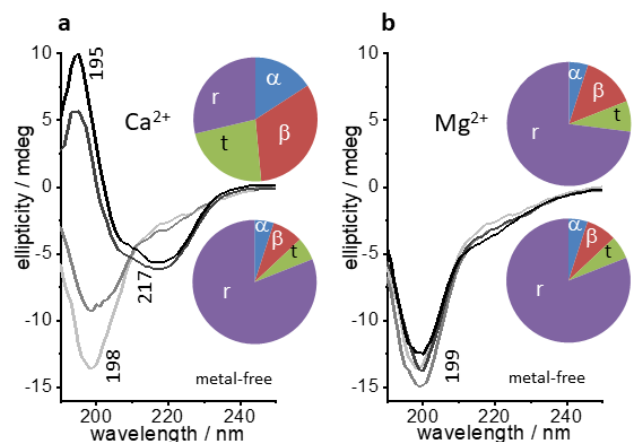 a
b
10
5
0
-5
-10
-15
195
217
198
Ca²⁺
α
β
t
r
α
β
t
r
metal-free
ellipticity / mdeg
200 220 240
wavelength / nm
10
5
0
-5
-10
-15
199
Mg²⁺
α
β
t
r
α
β
t
r
metal-free
ellipticity / mdeg
200 220 240
wavelength / nm